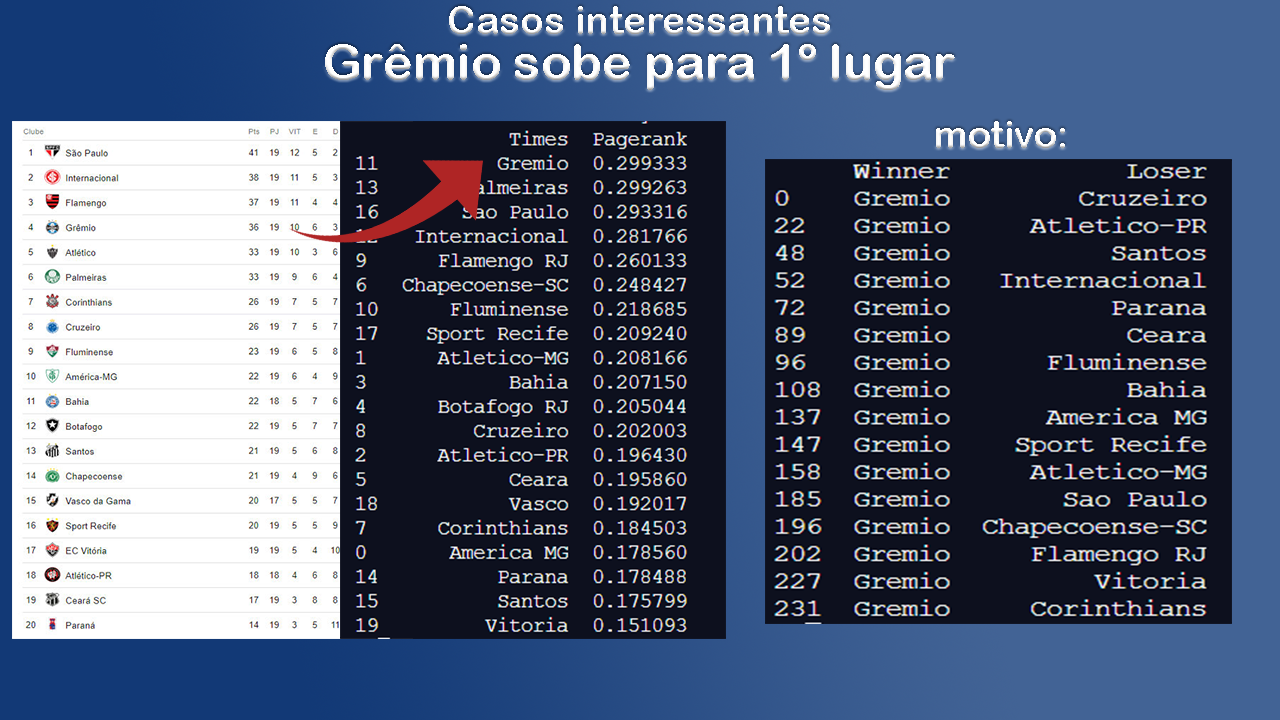 Casos interessantes
Grêmio sobe para 1º lugar
Clube Pts PJ VIT E D
1 São Paulo 41 19 12 5 2
2 Internacional 38 19 11 5 3
3 Flamengo 37 19 11 4 4
4 Grêmio 36 19 10 6 3
5 Atlético 33 19 10 3 6
6 Palmeiras 33 19 9 6 4
7 Corinthians 26 19 7 5 7
8 Cruzeiro 26 19 7 5 7
9 Fluminense 23 19 6 5 8
10 América-MG 22 19 6 4 9
11 Bahia 22 18 5 7 6
12 Botafogo 22 19 5 7 7
13 Santos 21 19 5 6 8
14 Chapecoense 21 19 4 9 6
15 Vasco da Gama 20 17 5 5 7
16 Sport Recife 20 19 5 5 9
17 EC Vitória 19 19 5 4 10
18 Atlético-PR 18 18 4 6 8
19 Ceará SC 17 19 3 8 8
20 Paraná 14 19 3 5 11
Times Pagerank
11 Gremio 0.299333
13 almeiras 0.299263
16 Sao Paulo 0.293316
12 Internacional 0.281766
9 Flamengo RJ 0.260133
6 Chapecoense-SC 0.248427
10 Fluminense 0.218685
17 Sport Recife 0.209240
1 Atletico-MG 0.208166
3 Bahia 0.207150
4 Botafogo RJ 0.205044
8 Cruzeiro 0.202003
2 Atletico-PR 0.196430
5 Ceara 0.195860
18 Vasco 0.192017
7 Corinthians 0.184503
0 America MG 0.178560
14 Parana 0.178488
15 Santos 0.175799
19 Vitoria 0.151093
motivo:
Winner Loser
0 Gremio Cruzeiro
22 Gremio Atletico-PR
48 Gremio Santos
52 Gremio Internacional
72 Gremio Parana
89 Gremio Ceara
96 Gremio Fluminense
108 Gremio Bahia
137 Gremio America MG
147 Gremio Sport Recife
158 Gremio Atletico-MG
185 Gremio Sao Paulo
196 Gremio Chapecoense-SC
202 Gremio Flamengo RJ
227 Gremio Vitoria
231 Gremio Corinthians